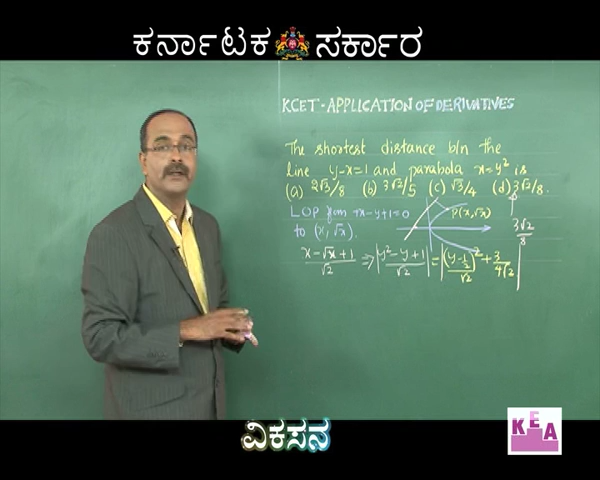 ಕರ್ನಾಟಕ ಸರ್ಕಾರ
KCET - APPLICATION OF DERIVATIVES
The shortest distance b/n the
line y-x=1 and parabola x=y² is
(a) 2√3/8 (b) 3√2/5 (c) √3/4 (d) 3√2/8.
LOP from x-y+1=0
to (x, √x).
P(x,√x)
3√2/8
x-√x+1/√2 ⇒ |y²-y+1/√2| = |(y-1/2)²/√2 + 3/4√2|
ವಿಕಸನ
KEA